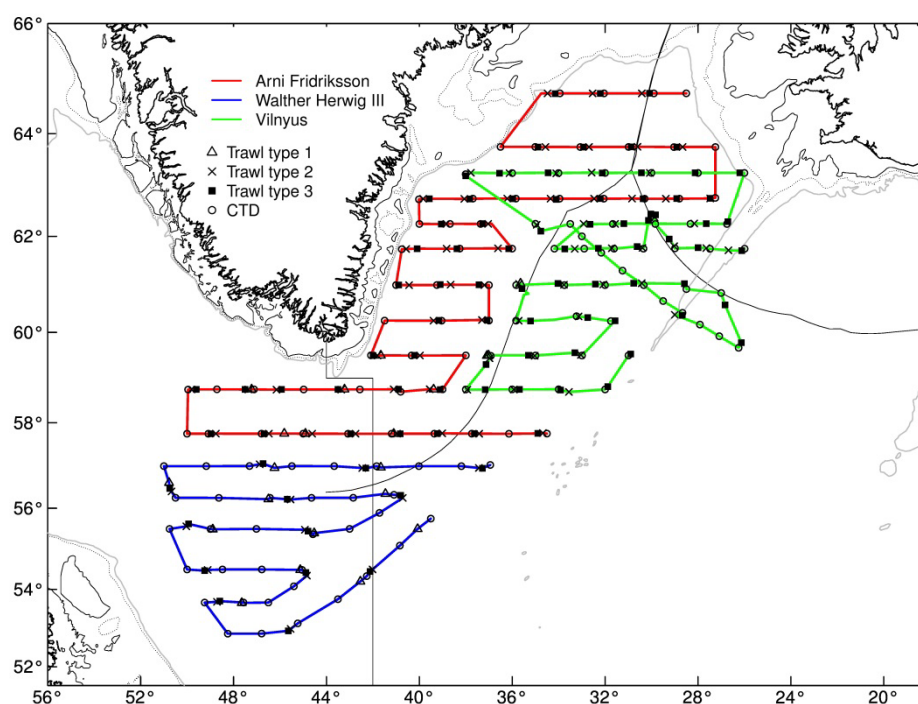 66°
64°
62°
60°
58°
56°
54°
52°
Arni Fridriksson
Walther Herwig III
Vilnyus
Trawl type 1
Trawl type 2
Trawl type 3
CTD
56 52° 48° 44° 40° 36° 32° 28° 24° 20°